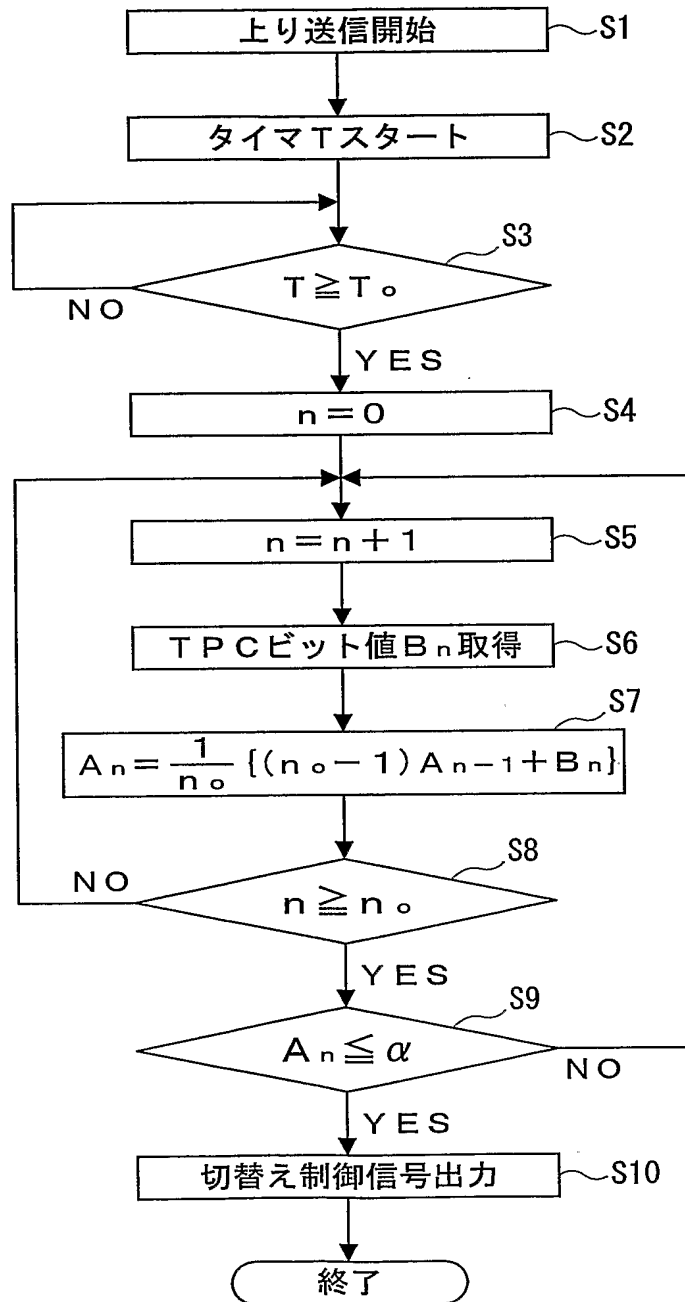 上り送信開始 S1
タイマTスタート S2
S3
T≧To
NO
YES
n=0 S4
n=n+1 S5
TPCビット値Bn取得 S6
S7
An=1/no{(no-1)An-1+Bn}
S8
NO
n≧no
YES
S9
An≦α
NO
YES
切替え制御信号出力 S10
終了